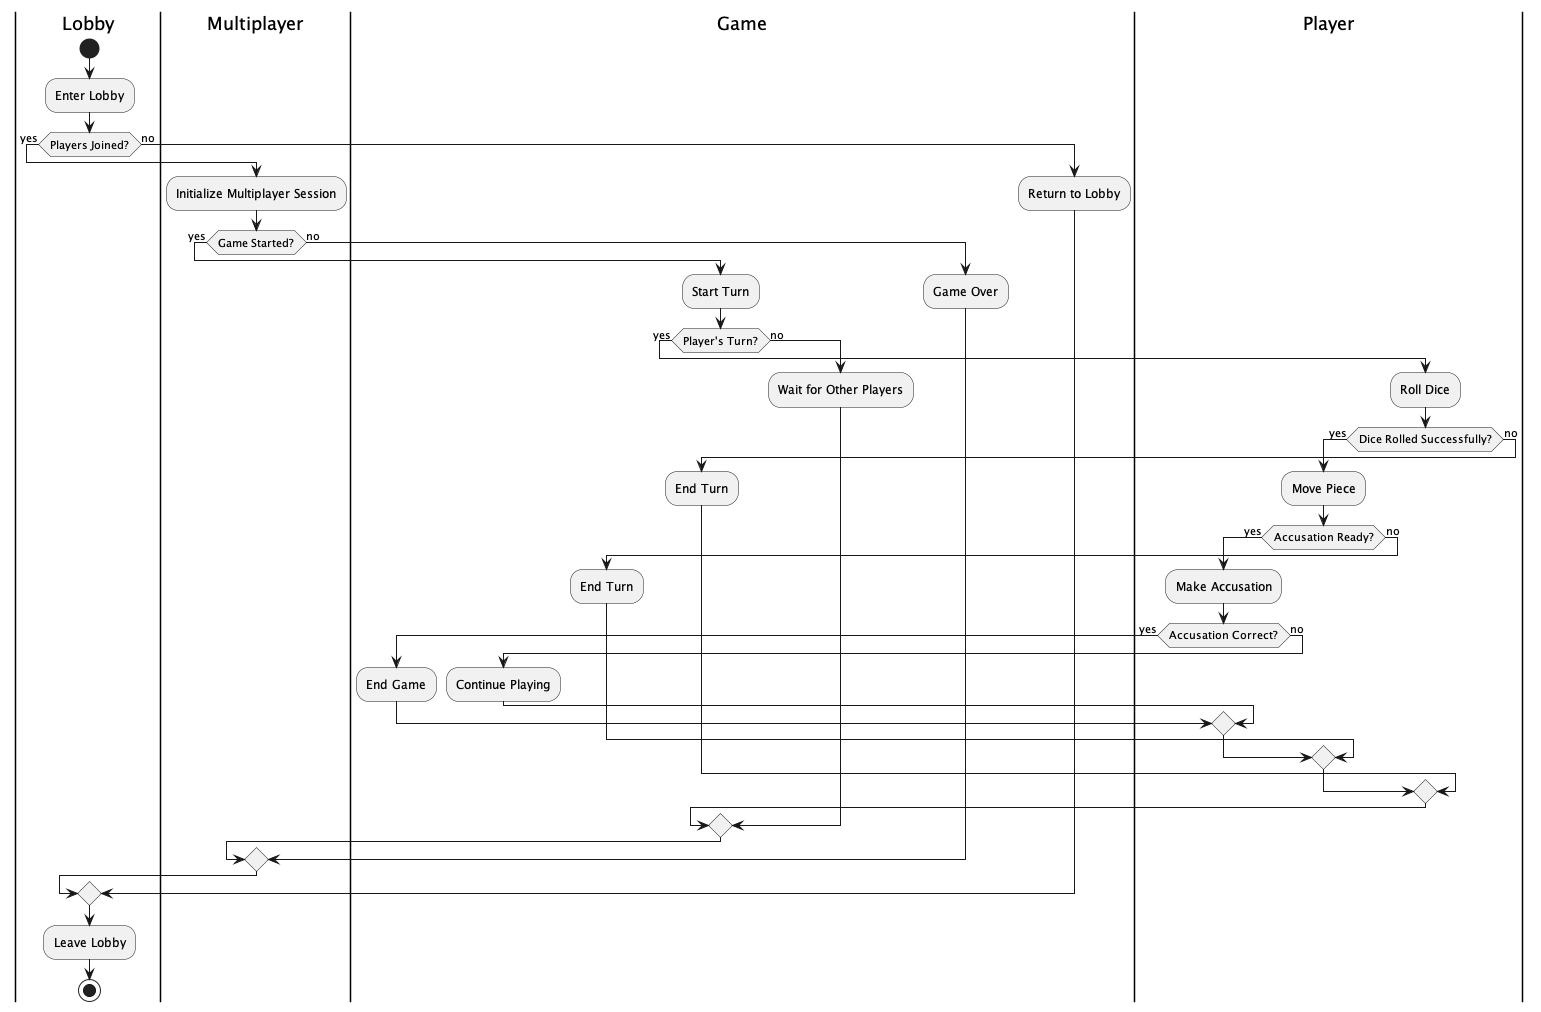 Lobby
Multiplayer
Game
Player
Enter Lobby
yes
Players Joined?
no
Initialize Multiplayer Session
Return to Lobby
yes
Game Started?
no
Start Turn
Game Over
yes
Player's Turn?
no
Wait for Other Players
Roll Dice
yes
Dice Rolled Successfully?
no
End Turn
Move Piece
yes
Accusation Ready?
no
End Turn
Make Accusation
yes
Accusation Correct?
no
End Game
Continue Playing
Leave Lobby